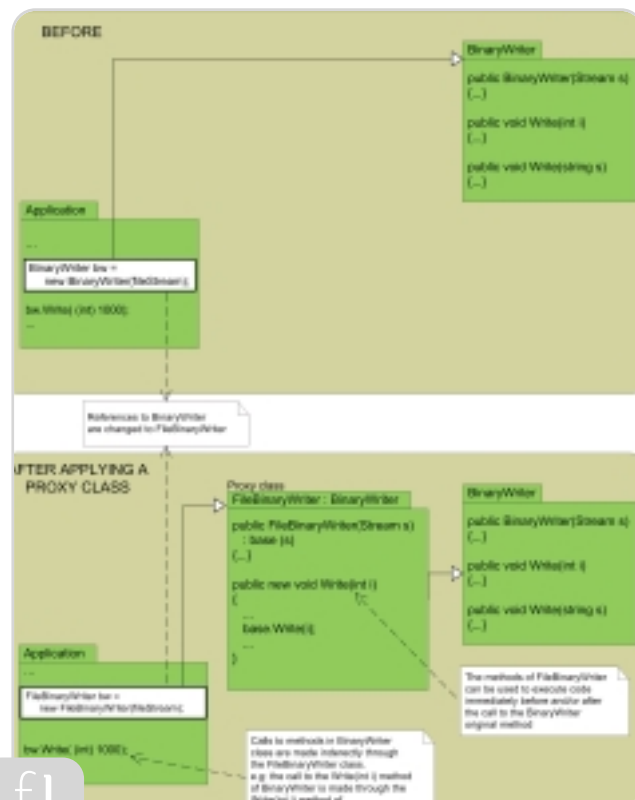 BEFORE
BinaryWriter
public BinaryWriter(Stream s)
{...}
public void Write(int i)
{...}
public void Write(string s)
{...}
Application
...
BinaryWriter bw =
new BinaryWriter(fileStream);
bw.Write( (int) 1000);
...
References to BinaryWriter
are changed to FileBinaryWriter
AFTER APPLYING A
PROXY CLASS
Proxy class
FileBinaryWriter : BinaryWriter
public FileBinaryWriter(Stream s)
: base (s)
{...}
public new void Write(int i)
{
...
base.Write(i);
...
}
BinaryWriter
public BinaryWriter(Stream s)
{...}
public void Write(int i)
{...}
public void Write(string s)
{...}
Application
...
FileBinaryWriter bw =
new FileBinaryWriter(fileStream);
bw.Write( (int) 1000);
The methods of FileBinaryWriter
can be used to execute code
immediately before and/or after
the call to the BinaryWriter
original method
Calls to methods in BinaryWriter
class are made indirectly through
the FileBinaryWriter class.
e.g: the call to the Write(int i) method
of BinaryWriter is made through the
Write(int i) method of